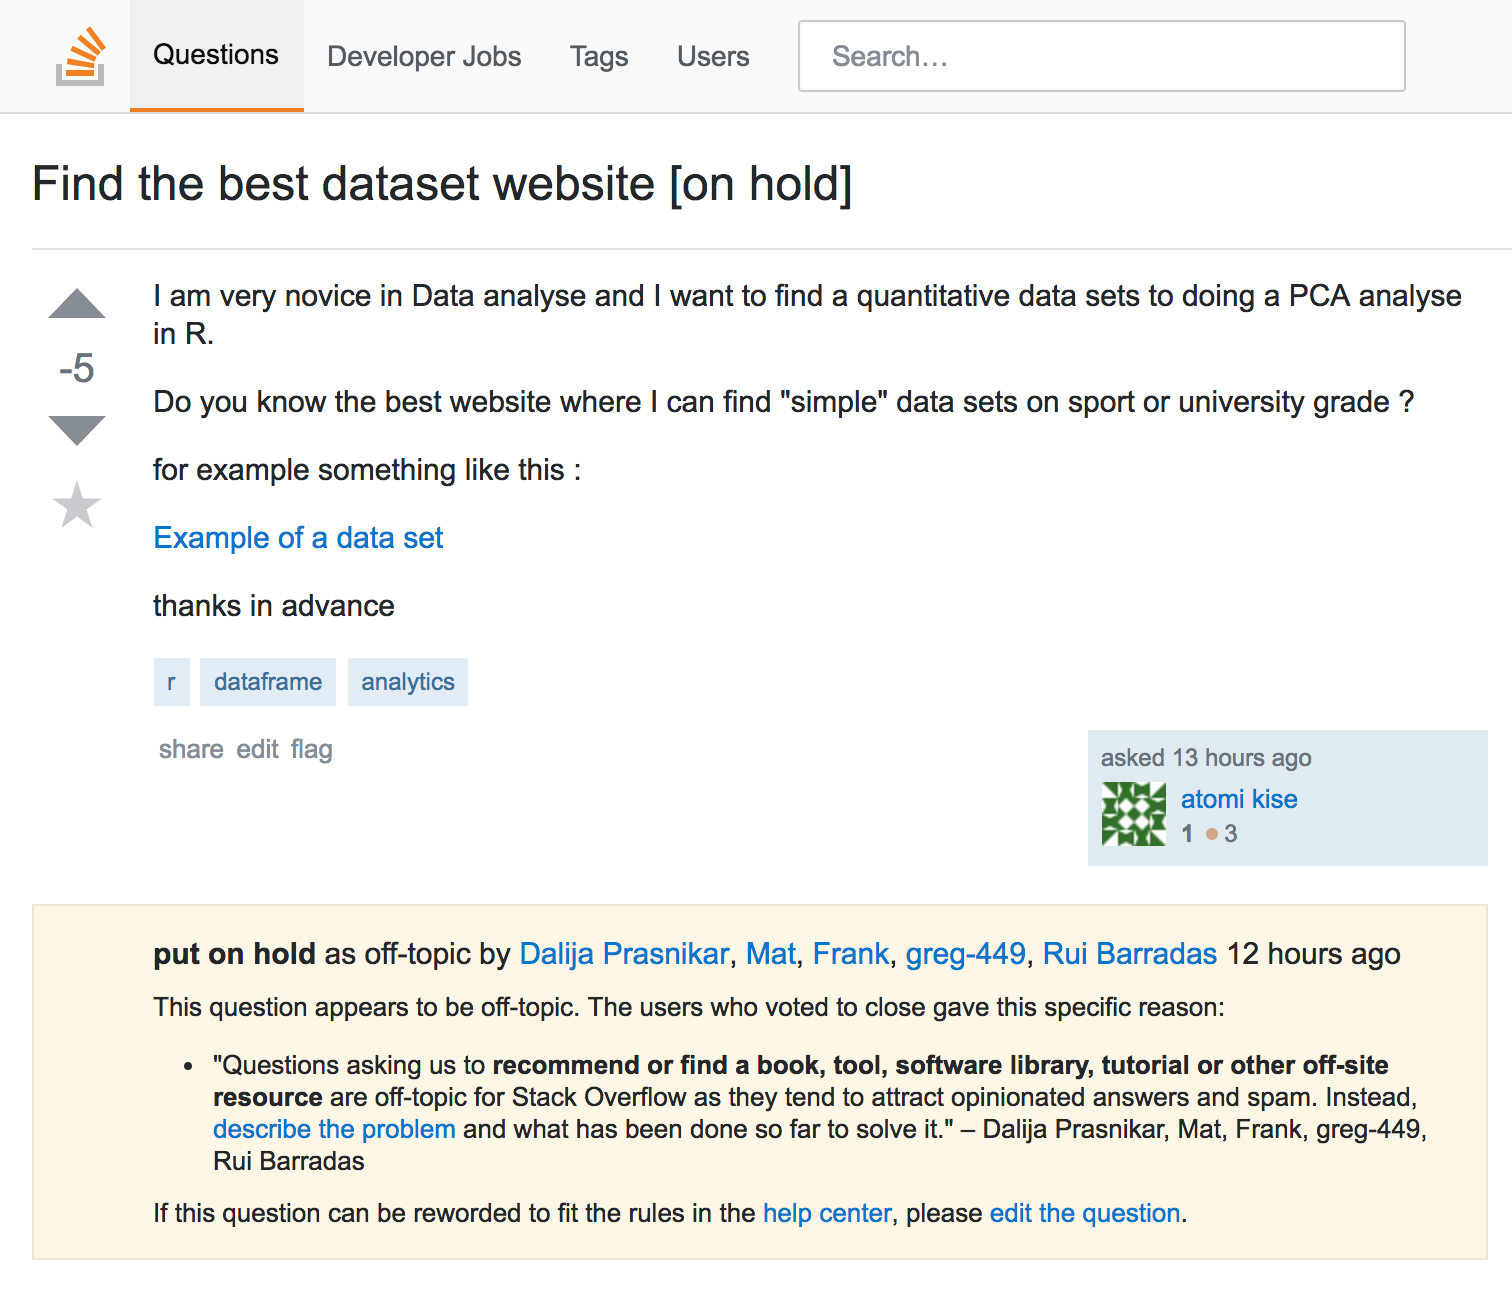 Questions Developer Jobs Tags Users Search…
Find the best dataset website [on hold]
I am very novice in Data analyse and I want to find a quantitative data sets to doing a PCA analyse
in R.
-5
Do you know the best website where I can find "simple" data sets on sport or university grade ?
for example something like this :
Example of a data set
thanks in advance
r dataframe analytics
share edit flag
asked 13 hours ago
atomi kise
1 ● 3
put on hold as off-topic by Dalija Prasnikar, Mat, Frank, greg-449, Rui Barradas 12 hours ago
This question appears to be off-topic. The users who voted to close gave this specific reason:
• "Questions asking us to recommend or find a book, tool, software library, tutorial or other off-site
resource are off-topic for Stack Overflow as they tend to attract opinionated answers and spam. Instead,
describe the problem and what has been done so far to solve it." – Dalija Prasnikar, Mat, Frank, greg-449,
Rui Barradas
If this question can be reworded to fit the rules in the help center, please edit the question.